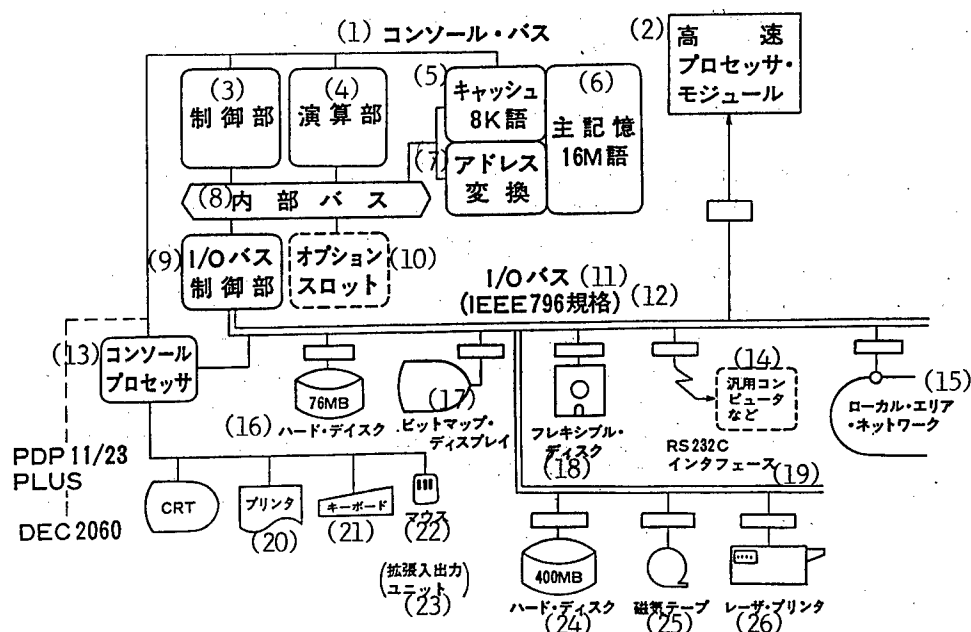 (1) コンソール・バス
(2) 高速
プロセッサ・
モジュール
(3)
制御部
(4)
演算部
(5) キャッシュ
8K語
(6)
主記憶
16M語
(7) アドレス
変換
(8) 内部バス
(9) I/Oバス
制御部
オプション (10)
スロット
I/Oバス (11)
(IEEE796規格) (12)
(13) コンソール
プロセッサ
76MB
(16) ハード・デイスク
(17)
ビットマップ・
ディスプレイ
フレキシブル・
ディスク
(18)
(14)
汎用コン
ピュータ
など
RS232C
インタフェース
(15)
ローカル・エリア
・ネットワーク
PDP 11/23
PLUS
DEC 2060
CRT
プリンタ
(20)
キーボード
(21)
マウス
(22)
(拡張入出力
ユニット)
(23)
(19)
400MB
ハード・ディスク
(24)
磁気テープ
(25)
レーザ・プリンタ
(26)